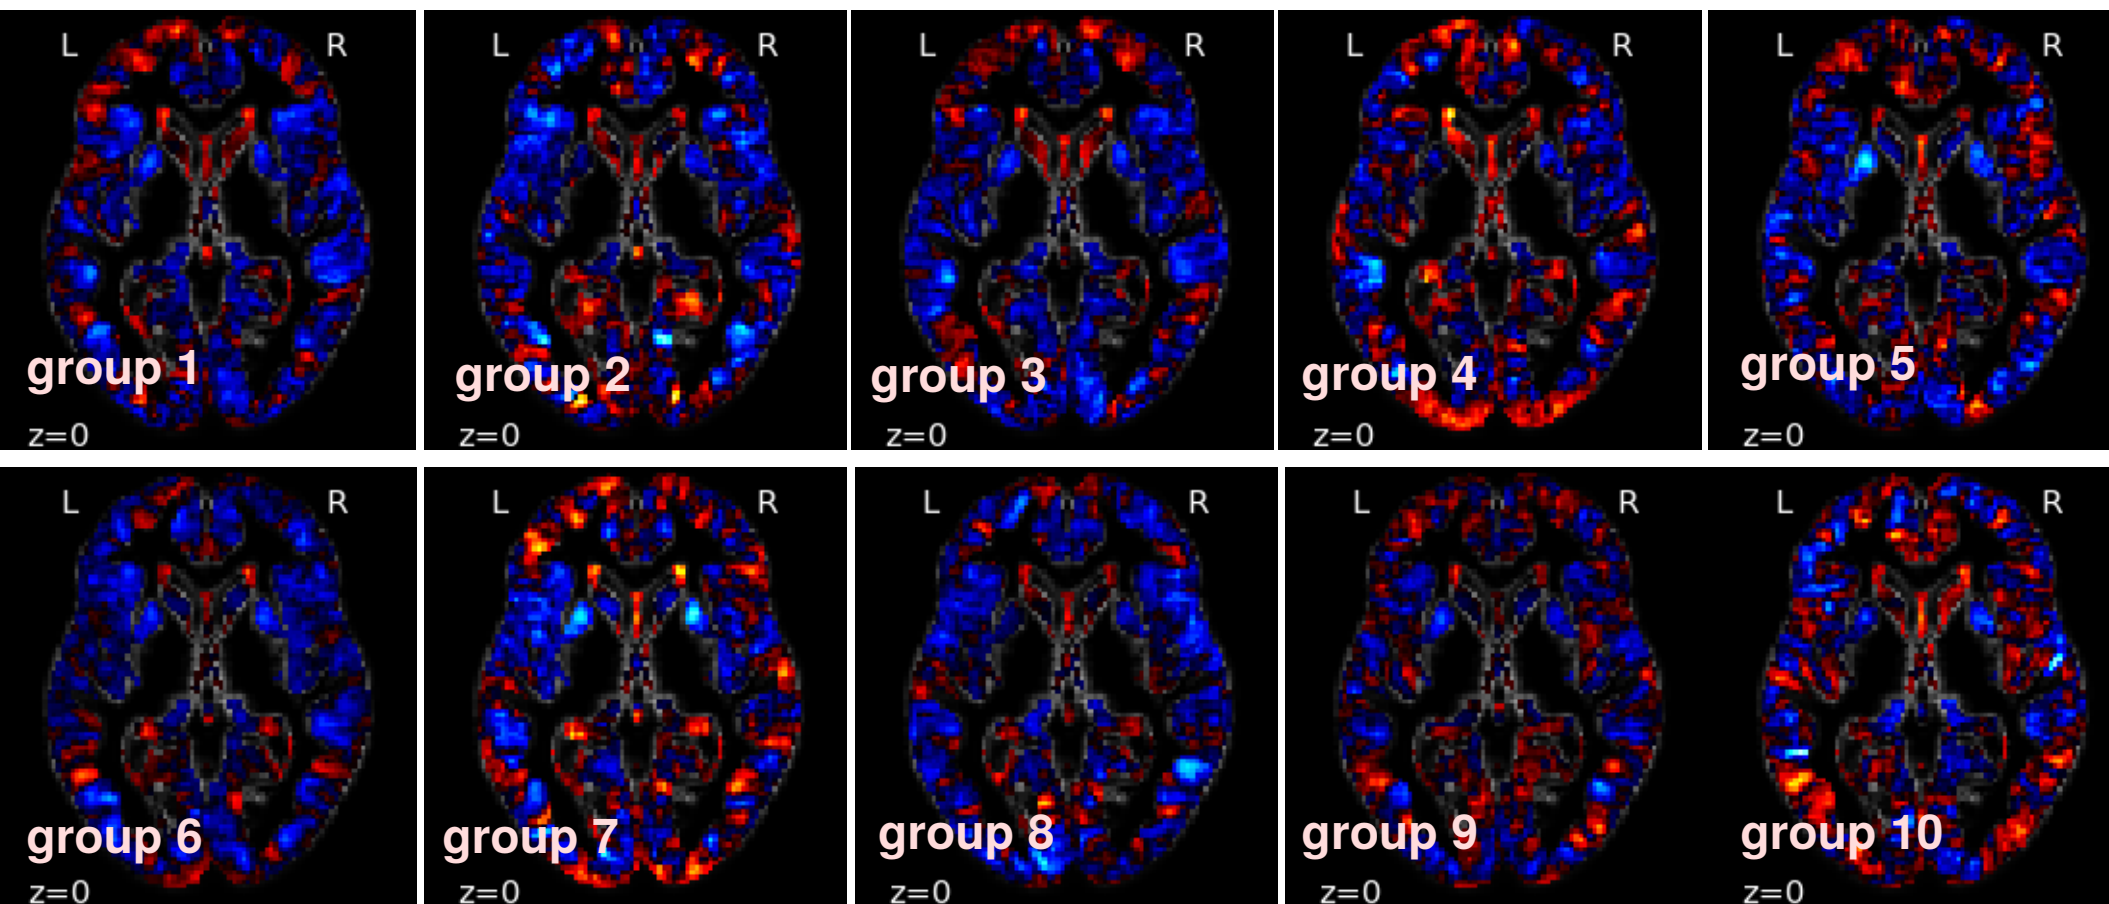 L R
group 1
z=0
L R
group 2
z=0
L R
group 3
z=0
L R
group 4
z=0
L R
group 5
z=0
L R
group 6
z=0
L R
group 7
z=0
L R
group 8
z=0
L R
group 9
z=0
R
group 10
z=0